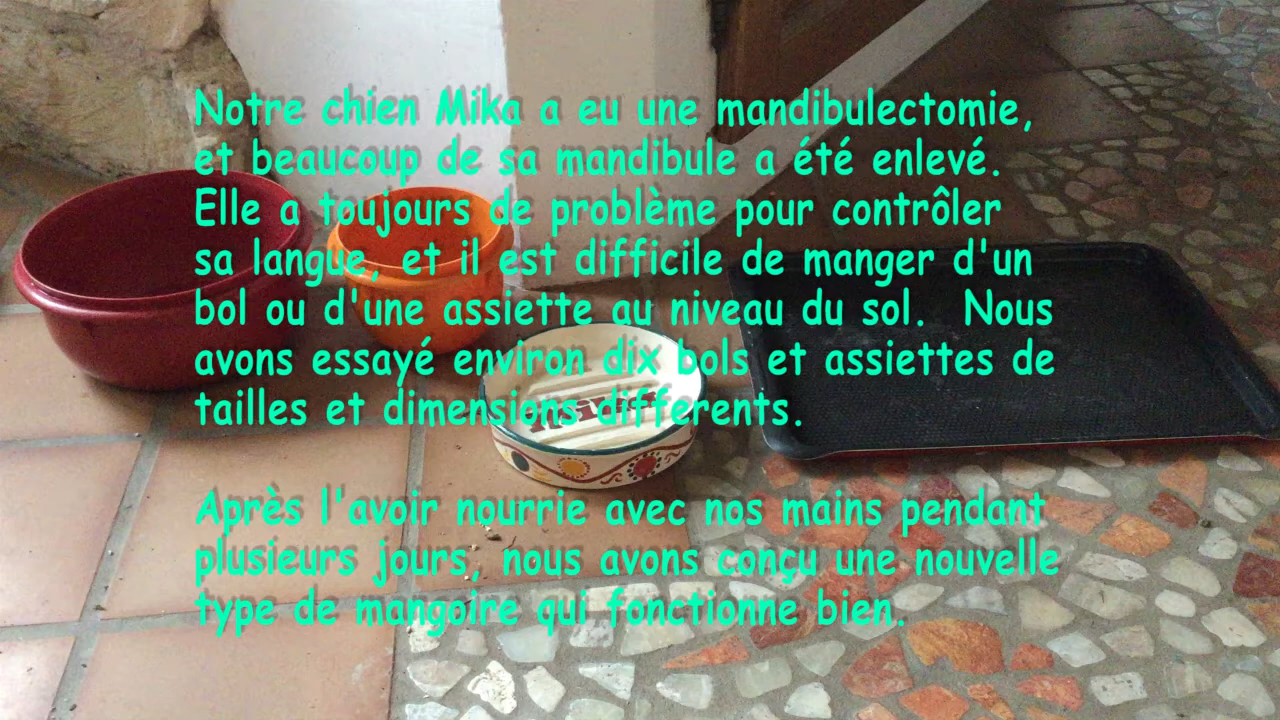 Notre chien Mika a eu une mandibulectomie,
et beaucoup de sa mandibule a été enlevé.
Elle a toujours de problème pour contrôler
sa langue, et il est difficile de manger d'un
bol ou d'une assiette au niveau du sol. Nous
avons essayé environ dix bols et assiettes de
tailles et dimensions differents.
Après l'avoir nourrie avec nos mains pendant
plusieurs jours, nous avons conçu une nouvelle
type de mangoire qui fonctionne bien.